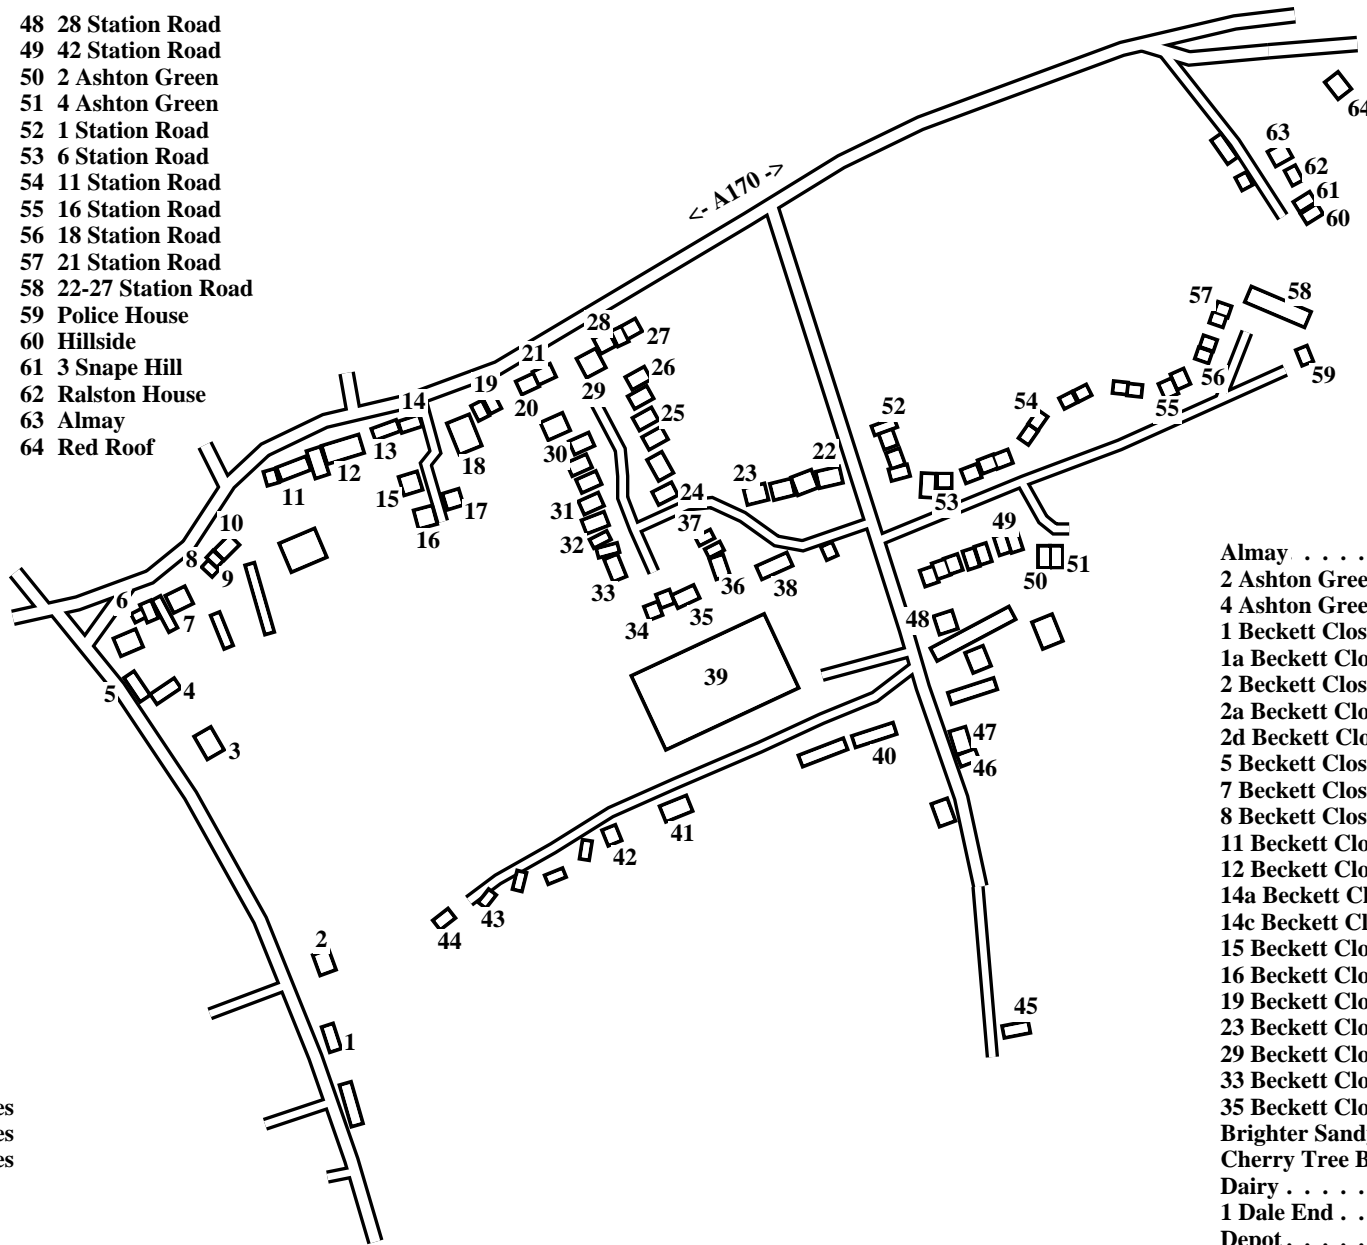 48 28 Station Road
49 42 Station Road
50 2 Ashton Green
51 4 Ashton Green
52 1 Station Road
53 6 Station Road
54 11 Station Road
55 16 Station Road
56 18 Station Road
57 21 Station Road
58 22-27 Station Road
59 Police House
60 Hillside
61 3 Snape Hill
62 Ralston House
63 Almay
64 Red Roof
<- A170 ->
64
63
62
61
60
57
58
59
56
55
54
52
53
28
27
21
29
26
19
20
25
14
30
22
23
13
18
12
24
11
15
17
31
16
37
32
49
10
8
9
33
36
38
50
51
6
7
34
35
48
5
4
39
3
47
40
46
41
42
43
44
2
45
1
es
es
es
Almay . . . . .
2 Ashton Gree
4 Ashton Gree
1 Beckett Clos
1a Beckett Clo
2 Beckett Clos
2a Beckett Clo
2d Beckett Clo
5 Beckett Clos
7 Beckett Clos
8 Beckett Clos
11 Beckett Clo
12 Beckett Clo
14a Beckett Cl
14c Beckett Cl
15 Beckett Clo
16 Beckett Clo
19 Beckett Clo
23 Beckett Clo
29 Beckett Clo
33 Beckett Clo
35 Beckett Clo
Brighter Sand
Cherry Tree B
Dairy . . . . .
1 Dale End . .
Depot . . . . .